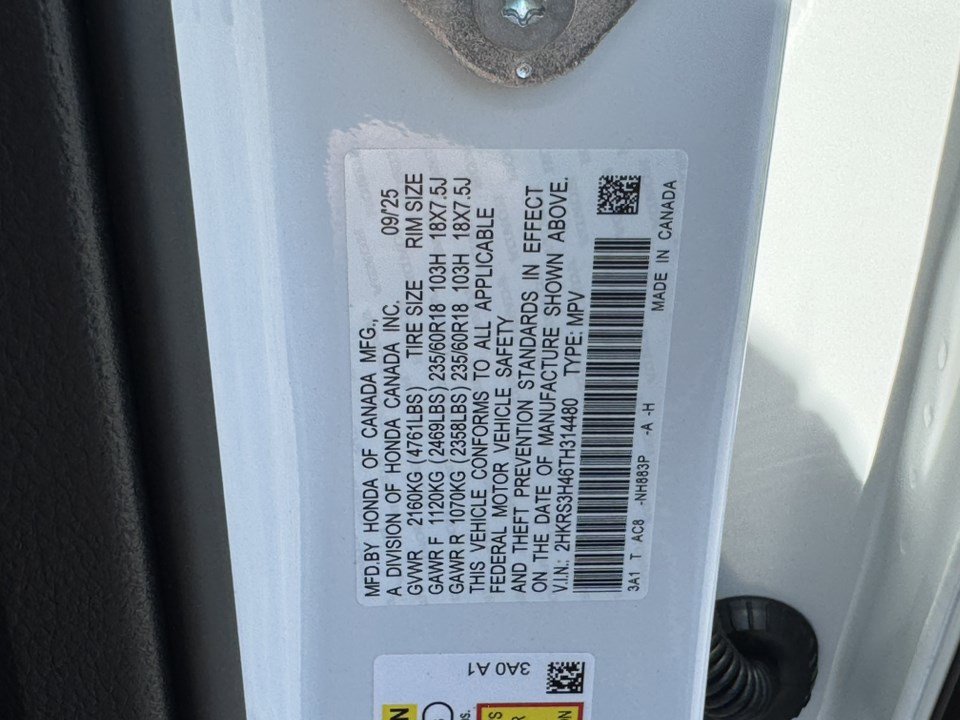 MFD.BY HONDA OF CANADA MFG.,
A DIVISION OF HONDA CANADA INC. 09/'25
GVWR 2160KG (4761LBS) TIRE SIZE RIM SIZE
GAWR F 1120KG (2469LBS) 235/60R18 103H 18X7.5J
GAWR R 1070KG (2358LBS) 235/60R18 103H 18X7.5J
THIS VEHICLE CONFORMS TO ALL APPLICABLE
FEDERAL MOTOR VEHICLE SAFETY
AND THEFT PREVENTION STANDARDS IN EFFECT
ON THE DATE OF MANUFACTURE SHOWN ABOVE.
V.I.N.: 2HKRS3H46TH314480 TYPE: MPV
3A1 T AC8 -NH883P -A -H MADE IN CANADA
3A0 A1